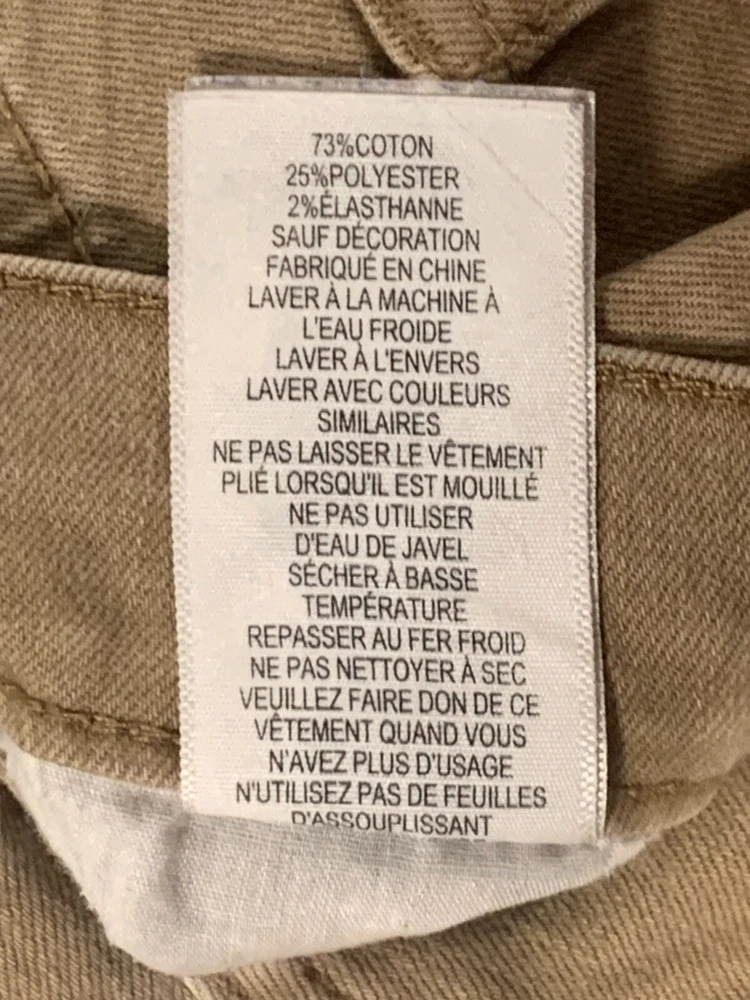 73%COTON
25%POLYESTER
2%ÉLASTHANNE
SAUF DÉCORATION
FABRIQUÉ EN CHINE
LAVER À LA MACHINE À
L'EAU FROIDE
LAVER À L'ENVERS
LAVER AVEC COULEURS
SIMILAIRES
NE PAS LAISSER LE VÊTEMENT
PLIÉ LORSQU'IL EST MOUILLÉ
NE PAS UTILISER
D'EAU DE JAVEL
SÉCHER À BASSE
TEMPÉRATURE
REPASSER AU FER FROID
NE PAS NETTOYER À SEC
VEUILLEZ FAIRE DON DE CE
VÊTEMENT QUAND VOUS
N'AVEZ PLUS D'USAGE
N'UTILISEZ PAS DE FEUILLES
D'ASSOUPLISSANT